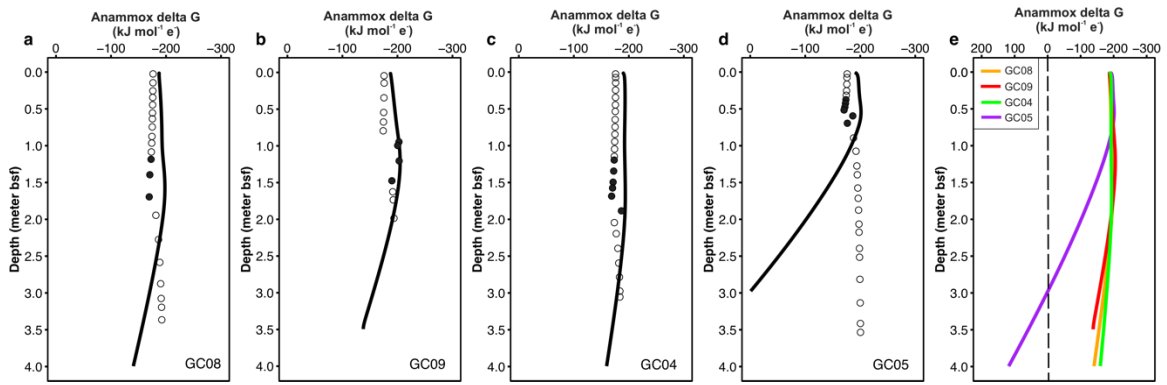 a
Anammox delta G
(kJ mol⁻¹ e⁻)
0 −100 −200 −300
Depth (meter bsf)
0.0
0.5
1.0
1.5
2.0
2.5
3.0
3.5
4.0
GC08
b
Anammox delta G
(kJ mol⁻¹ e⁻)
0 −100 −200 −300
Depth (meter bsf)
0.0
0.5
1.0
1.5
2.0
2.5
3.0
3.5
4.0
GC09
c
Anammox delta G
(kJ mol⁻¹ e⁻)
0 −100 −200 −300
Depth (meter bsf)
0.0
0.5
1.0
1.5
2.0
2.5
3.0
3.5
4.0
GC04
d
Anammox delta G
(kJ mol⁻¹ e⁻)
0 −100 −200 −300
Depth (meter bsf)
0.0
0.5
1.0
1.5
2.0
2.5
3.0
3.5
4.0
GC05
e
Anammox delta G
(kJ mol⁻¹ e⁻)
200 100 0 −100 −200 −300
Depth (meter bsf)
0.0
0.5
1.0
1.5
2.0
2.5
3.0
3.5
4.0
GC08
GC09
GC04
GC05